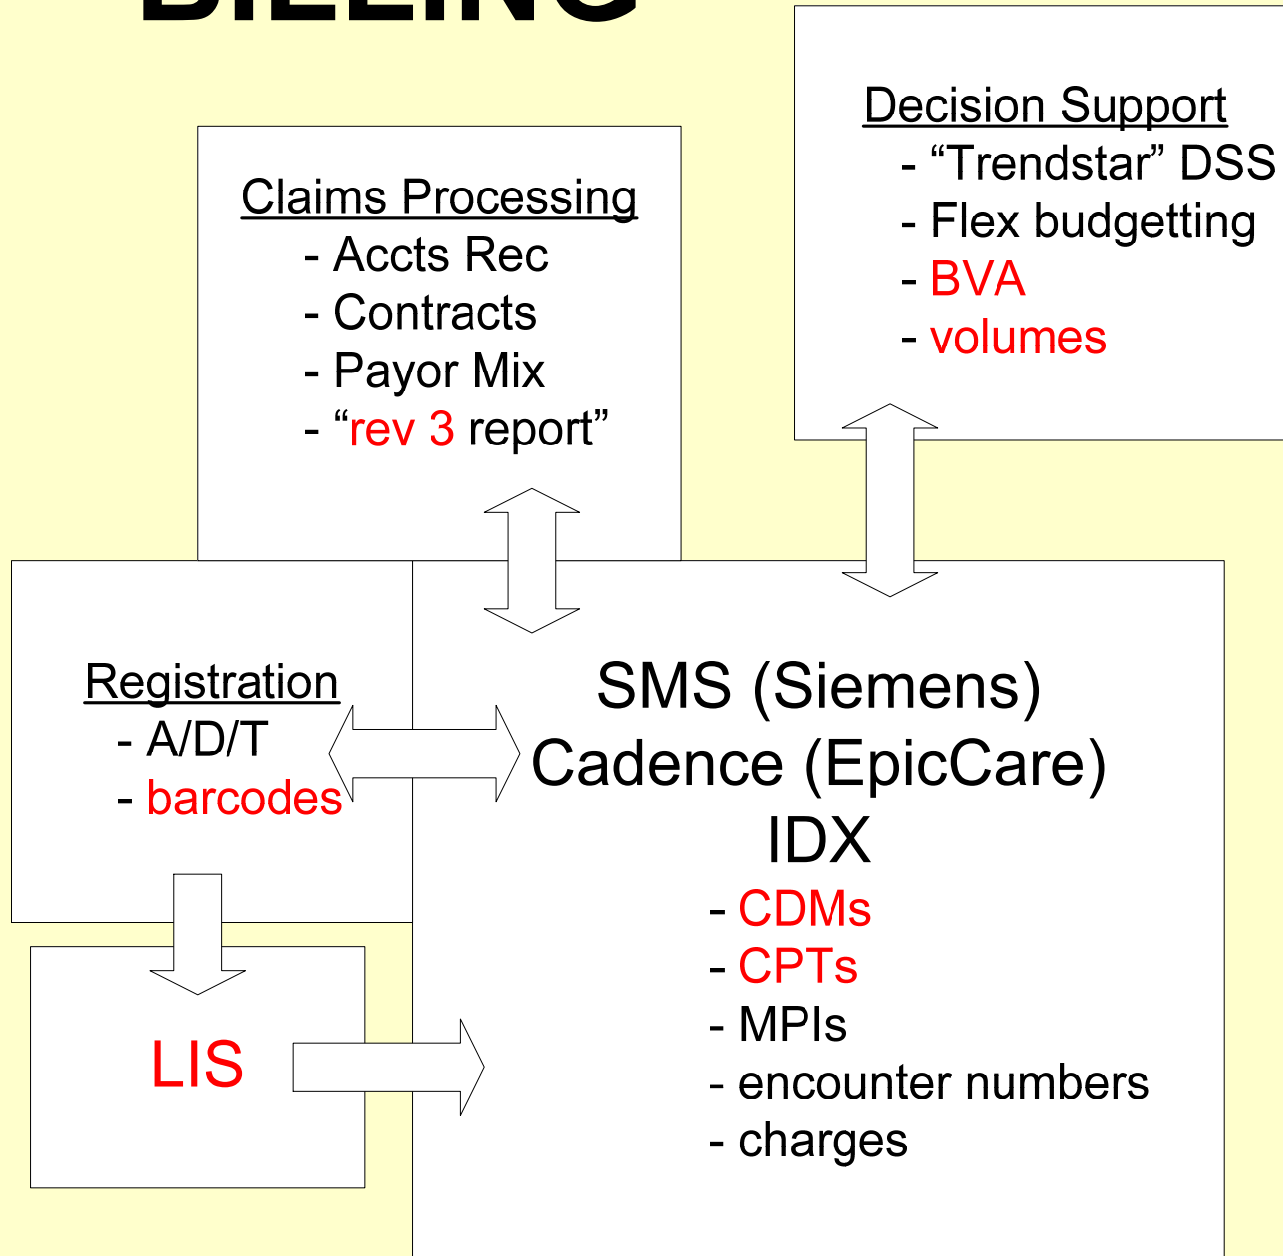 BILLING
Decision Support
- “Trendstar” DSS
- Flex budgetting
- BVA
- volumes
Claims Processing
- Accts Rec
- Contracts
- Payor Mix
- “rev 3 report”
Registration
- A/D/T
- barcodes
SMS (Siemens)
Cadence (EpicCare)
IDX
- CDMs
- CPTs
- MPIs
- encounter numbers
- charges
LIS